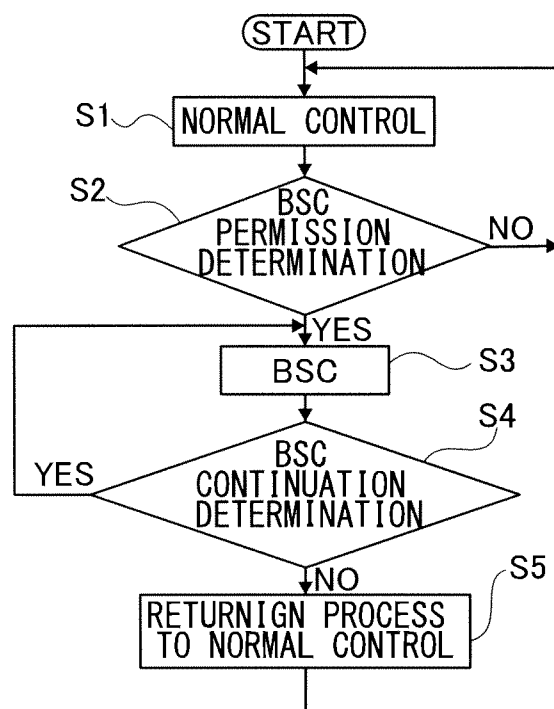 START
S1
NORMAL CONTROL
S2
BSC
PERMISSION
DETERMINATION
NO
YES
BSC
S3
S4
BSC
CONTINUATION
DETERMINATION
YES
NO
S5
RETURNIGN PROCESS
TO NORMAL CONTROL